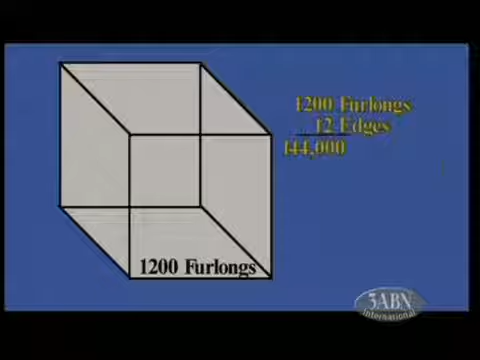 1200 Furlongs
12 Edges
144,000
1200 Furlongs
3ABN
International